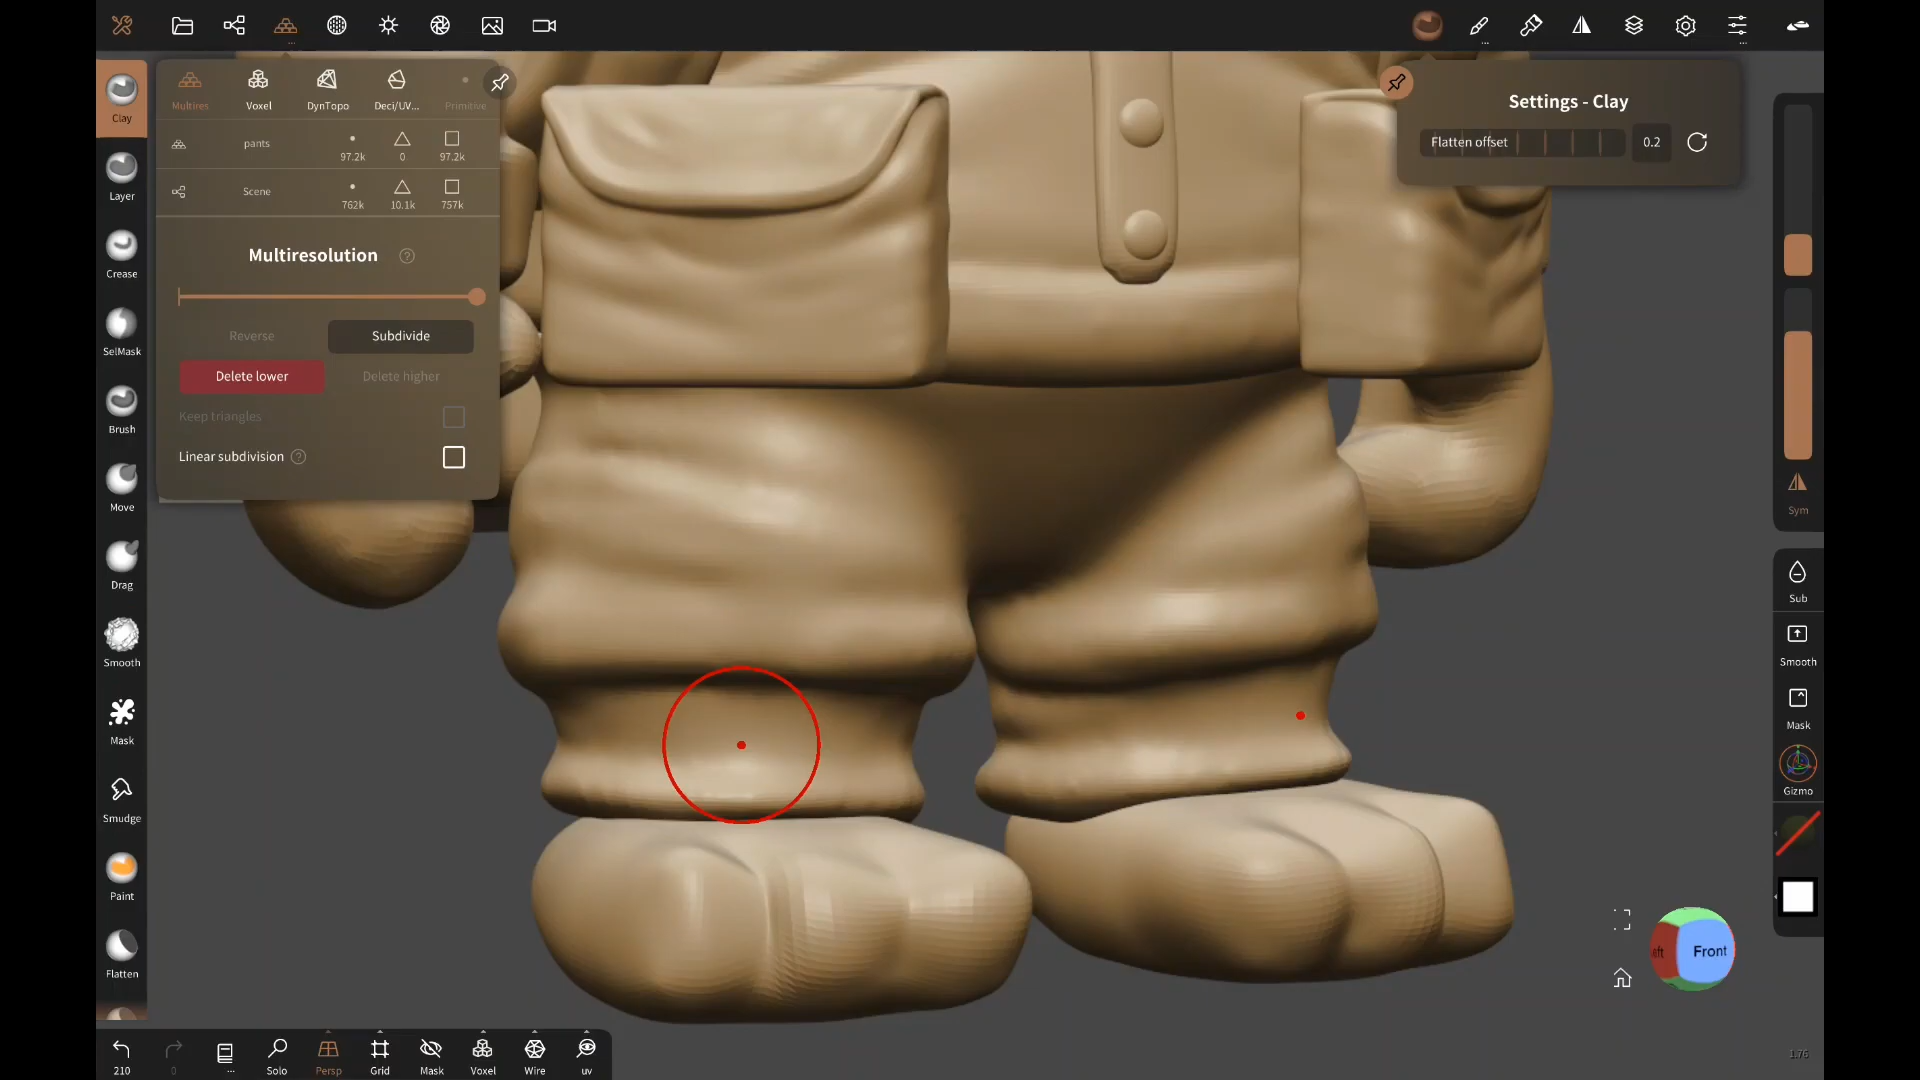 Clay
Layer
Crease
SelMask
Brush
Move
Drag
Smooth
Mask
Smudge
Paint
Flatten
Multires
Voxel
DynTopo
Deci/UV...
Primitive
pants
97.2k
0
97.2k
Scene
762k
10.1k
757k
Multiresolution ?
Reverse
Subdivide
Delete lower
Delete higher
Keep triangles
Linear subdivision ?
Settings - Clay
Flatten offset
0.2
Sym
Sub
Smooth
Mask
Gizmo
ft
Front
1.76
210
0
...
Solo
Persp
Grid
Mask
Voxel
Wire
uv